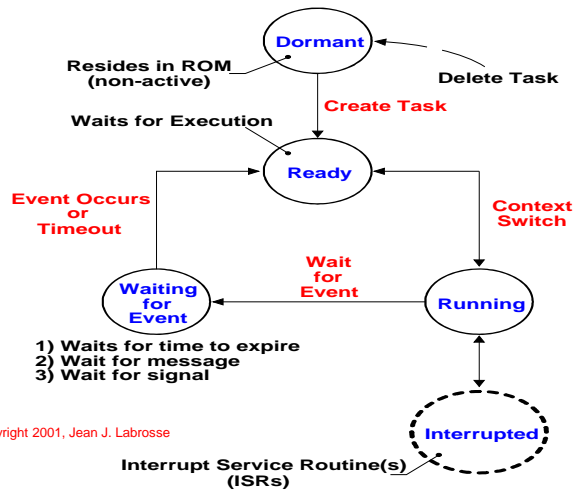 Dormant
Resides in ROM
(non-active)
Delete Task
Create Task
Waits for Execution
Ready
Event Occurs
or
Timeout
Context
Switch
Wait
for
Event
Waiting
for
Event
Running
1) Waits for time to expire
2) Wait for message
3) Wait for signal
yright 2001, Jean J. Labrosse
Interrupted
Interrupt Service Routine(s)
(ISRs)